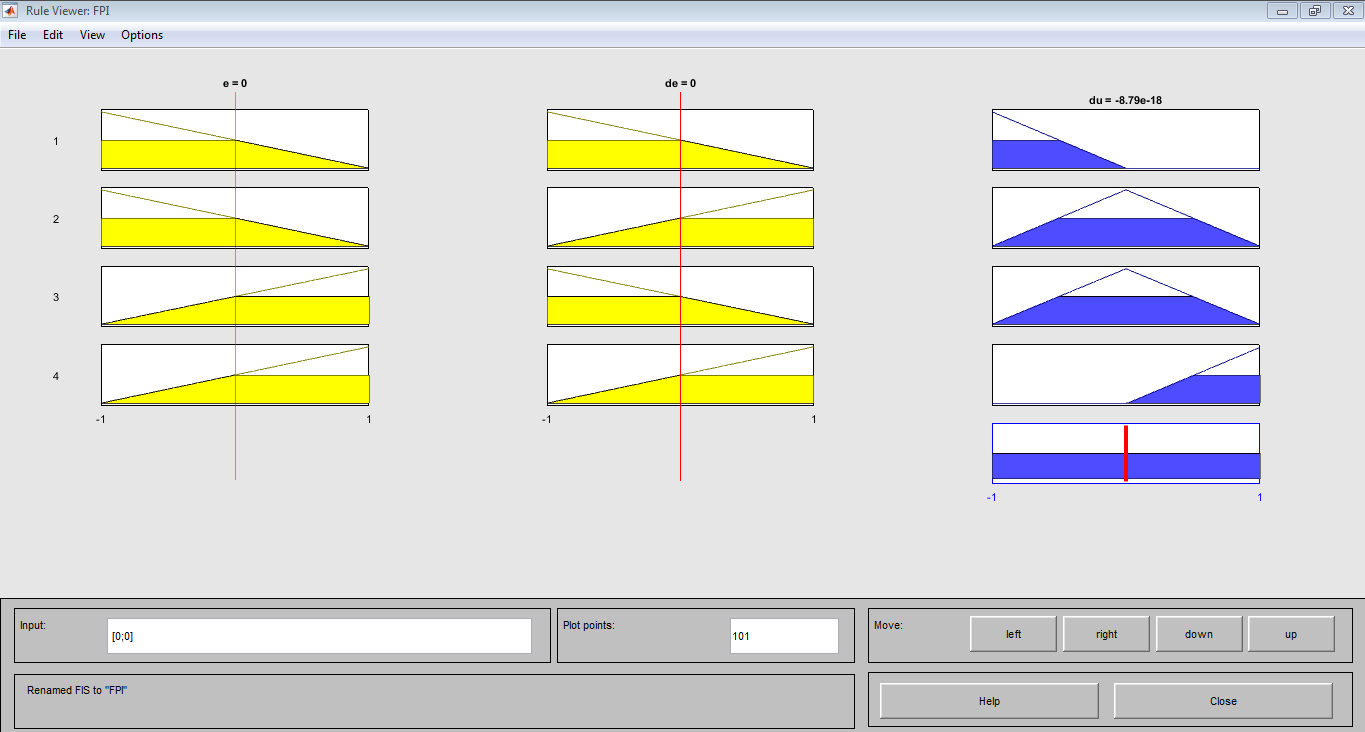 Rule Viewer: FPI
File Edit View Options
e = 0
de = 0
du = -8.79e-18
1
2
3
4
-1 1
-1 1
-1 1
Input:
[0;0]
Plot points:
101
Move:
left
right
down
up
Renamed FIS to "FPI"
Help
Close